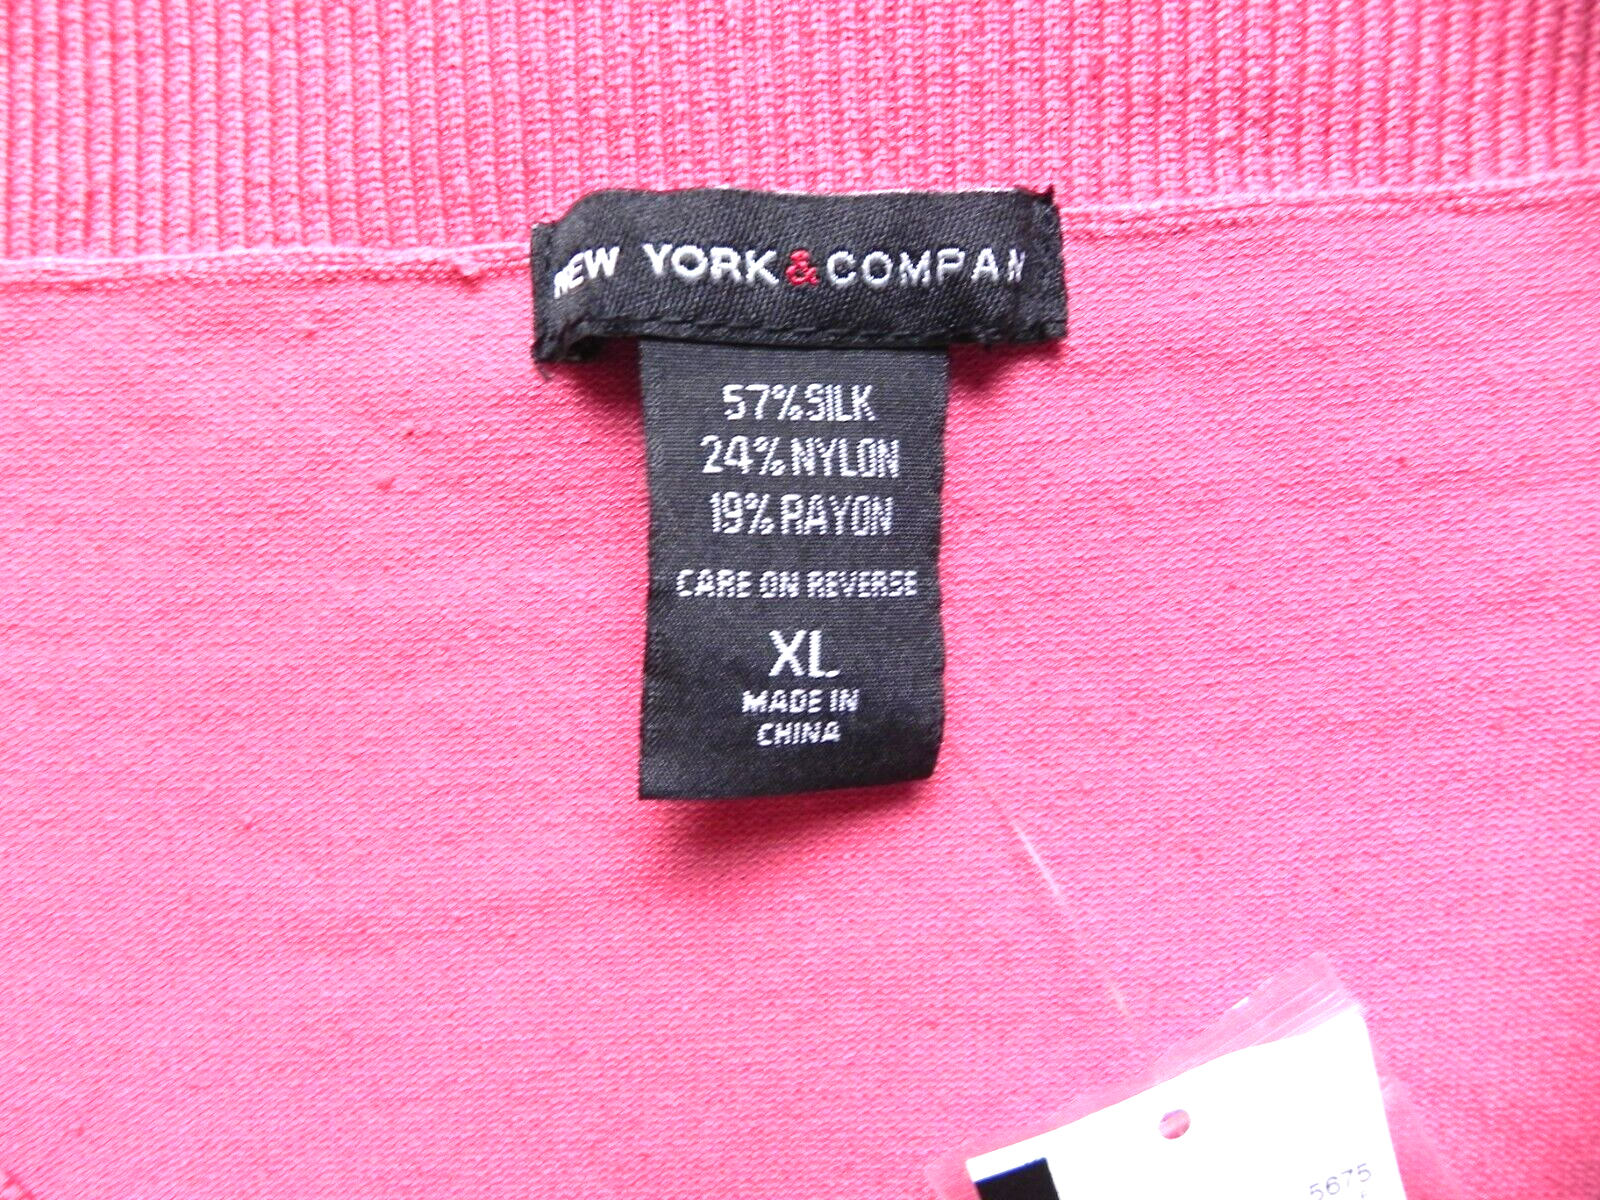 NEW YORK & COMPAN
57% SILK
24% NYLON
19% RAYON
CARE ON REVERSE
XL
MADE IN
CHINA
5675